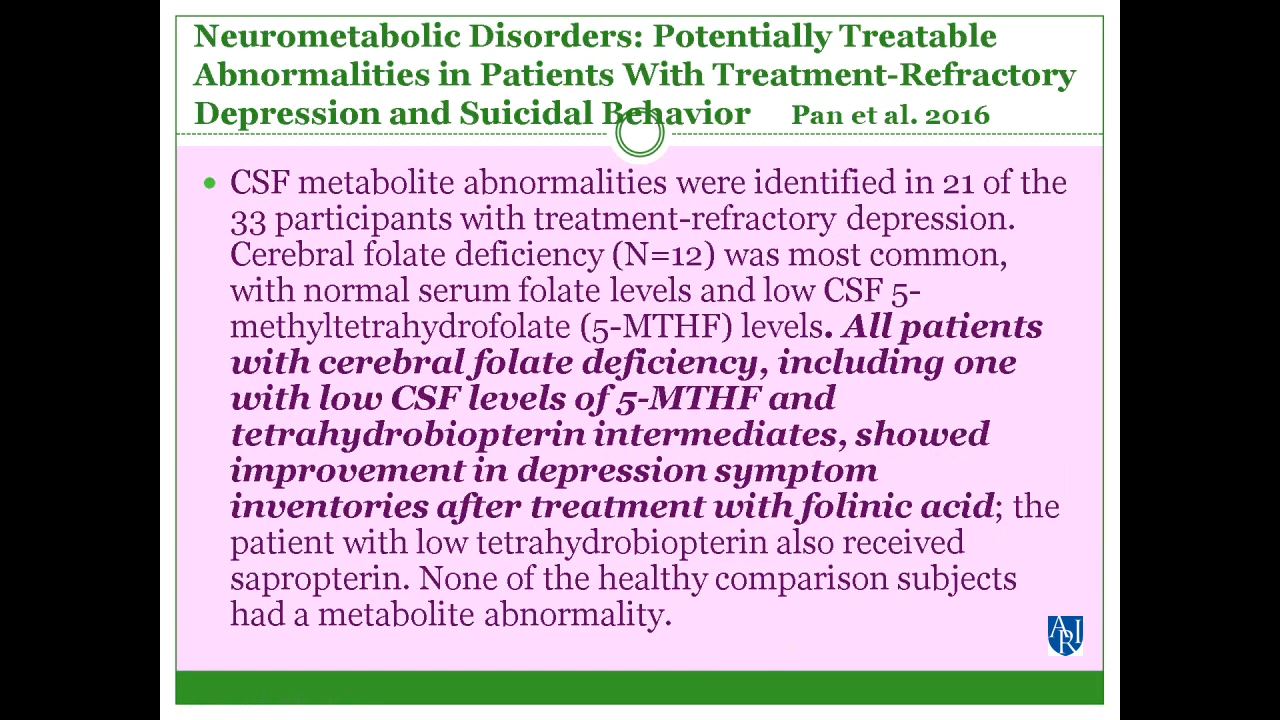 Neurometabolic Disorders: Potentially Treatable
Abnormalities in Patients With Treatment-Refractory
Depression and Suicidal Behavior Pan et al. 2016
• CSF metabolite abnormalities were identified in 21 of the
33 participants with treatment-refractory depression.
Cerebral folate deficiency (N=12) was most common,
with normal serum folate levels and low CSF 5-
methyltetrahydrofolate (5-MTHF) levels. All patients
with cerebral folate deficiency, including one
with low CSF levels of 5-MTHF and
tetrahydrobiopterin intermediates, showed
improvement in depression symptom
inventories after treatment with folinic acid; the
patient with low tetrahydrobiopterin also received
sapropterin. None of the healthy comparison subjects
had a metabolite abnormality.
ARI